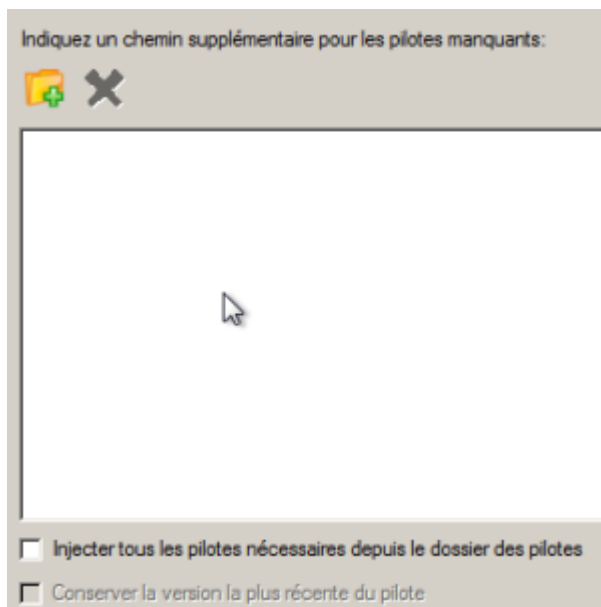 Indiquez un chemin supplémentaire pour les pilotes manquants:
Injecter tous les pilotes nécessaires depuis le dossier des pilotes
Conserver la version la plus récente du pilote